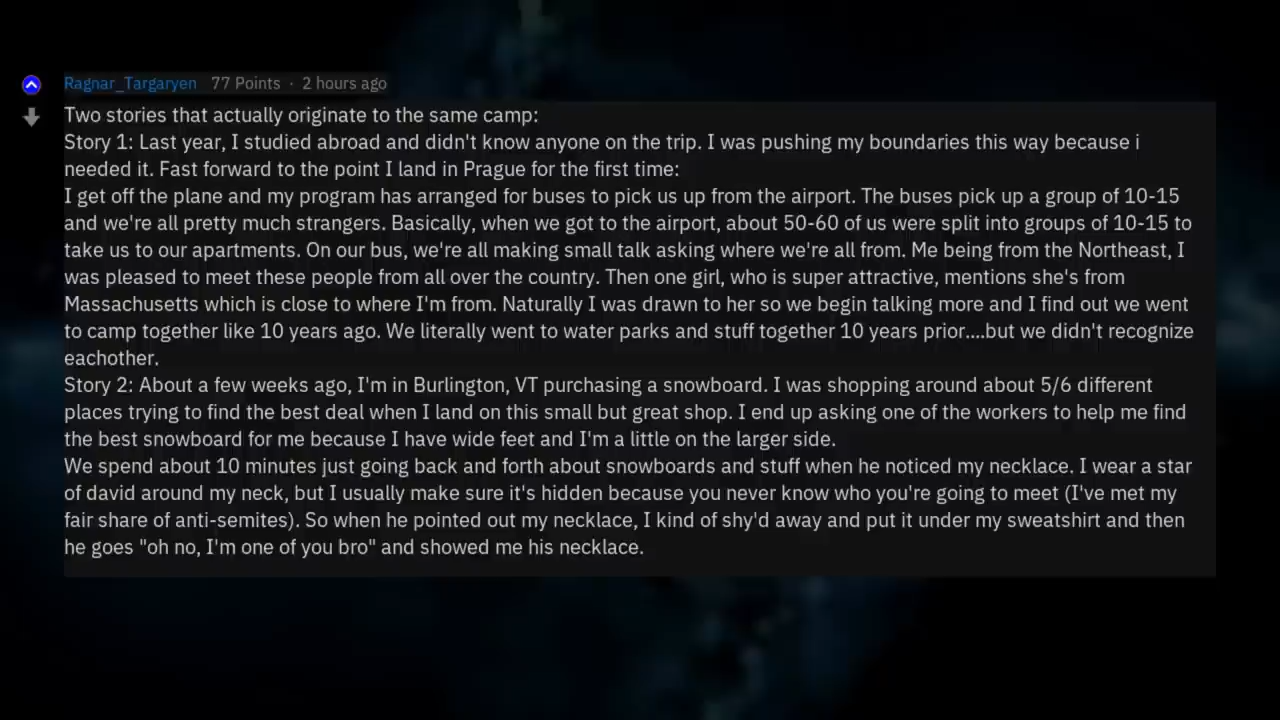 Ragnar_Targaryen 77 Points · 2 hours ago
Two stories that actually originate to the same camp:
Story 1: Last year, I studied abroad and didn't know anyone on the trip. I was pushing my boundaries this way because i
needed it. Fast forward to the point I land in Prague for the first time:
I get off the plane and my program has arranged for buses to pick us up from the airport. The buses pick up a group of 10-15
and we're all pretty much strangers. Basically, when we got to the airport, about 50-60 of us were split into groups of 10-15 to
take us to our apartments. On our bus, we're all making small talk asking where we're all from. Me being from the Northeast, I
was pleased to meet these people from all over the country. Then one girl, who is super attractive, mentions she's from
Massachusetts which is close to where I'm from. Naturally I was drawn to her so we begin talking more and I find out we went
to camp together like 10 years ago. We literally went to water parks and stuff together 10 years prior....but we didn't recognize
eachother.
Story 2: About a few weeks ago, I'm in Burlington, VT purchasing a snowboard. I was shopping around about 5/6 different
places trying to find the best deal when I land on this small but great shop. I end up asking one of the workers to help me find
the best snowboard for me because I have wide feet and I'm a little on the larger side.
We spend about 10 minutes just going back and forth about snowboards and stuff when he noticed my necklace. I wear a star
of david around my neck, but I usually make sure it's hidden because you never know who you're going to meet (I've met my
fair share of anti-semites). So when he pointed out my necklace, I kind of shy'd away and put it under my sweatshirt and then
he goes "oh no, I'm one of you bro" and showed me his necklace.